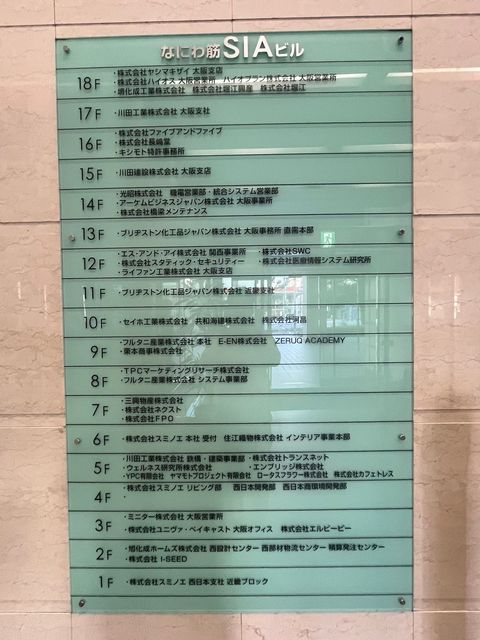 なにわ筋SIAビル
18F ・株式会社ヤシマキザイ 大阪支店
・株式会社ハイオス 大阪営業所 バイオプラン株式会社 大阪営業所
・堺化成工業株式会社 株式会社堀江興産 株式会社堀江
17F ・川田工業株式会社 大阪支社
16F ・株式会社ファイブアンドファイブ
・株式会社長嶋屋
・キシモト特許事務所
15F ・川田建設株式会社 大阪支店
14F ・光昭株式会社 機電営業部・統合システム営業部
・アーケムビジネスジャパン株式会社 大阪事業所
・株式会社橋梁メンテナンス
13F ・ブリヂストン化工品ジャパン株式会社 大阪事務所 直需本部
12F ・エス・アンド・アイ株式会社 関西事業所 ・株式会社SWC
・株式会社スタティック・セキュリティー ・株式会社医療情報システム研究所
・ライファン工業株式会社 大阪支店
11F ・ブリヂストン化工品ジャパン株式会社 近畿支社
10F ・セイホ工業株式会社 共和海建株式会社 株式会社河昌
9F ・フルタニ産業株式会社 本社 E-EN株式会社 ZERUQ ACADEMY
・栗本商事株式会社
8F ・TPCマーケティングリサーチ株式会社
・フルタニ産業株式会社 システム事業部
7F ・三興物産株式会社
・株式会社ネクスト
・株式会社FPO
6F ・株式会社スミノエ 本社 受付 住江織物株式会社 インテリア事業本部
5F ・川田工業株式会社 鉄構・建築事業部 ・株式会社トランスネット
・ウェルネス研究所株式会社 ・エンブリッジ株式会社
・YPC有限会社 ヤマモトプロジェクト有限会社 ロータスフラワー株式会社 株式会社カフェトレス
4F ・株式会社スミノエ リビング部 西日本開発部 西日本商環境開発部
・
3F ・ミニター株式会社 大阪営業所
・株式会社ユニヴァ・ペイキャスト 大阪オフィス 株式会社エルピーピー
2F ・旭化成ホームズ株式会社 西設計センター 西部材物流センター 積算発注センター
・株式会社 I-SEED
1F ・株式会社スミノエ 西日本支社 近畿ブロック